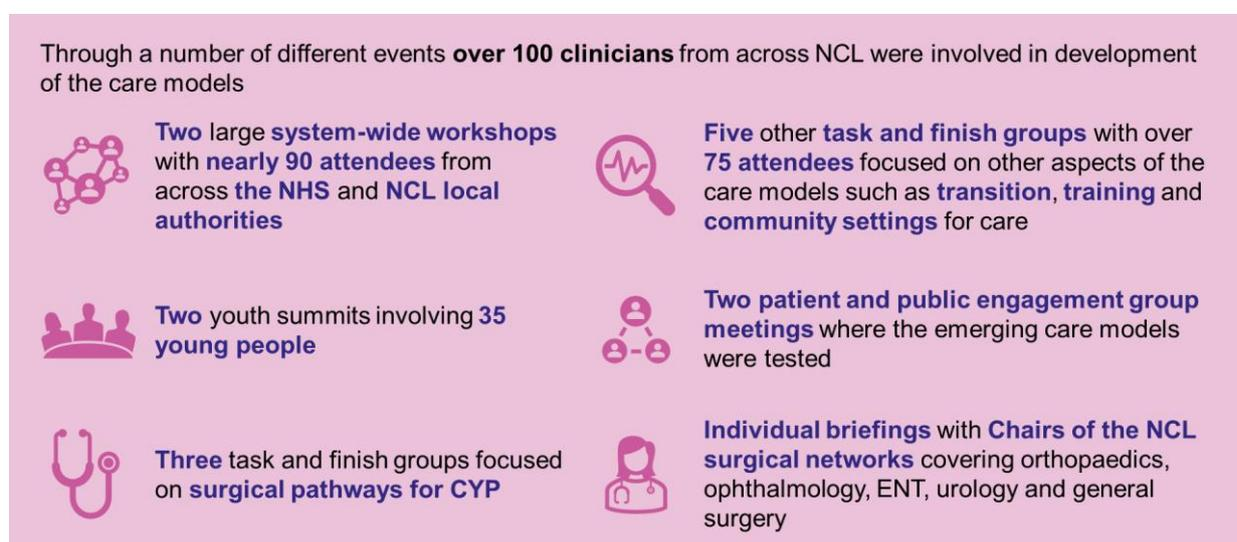 Through a number of different events over 100 clinicians from across NCL were involved in development
of the care models
Two large system-wide workshops
with nearly 90 attendees from
across the NHS and NCL local
authorities
Five other task and finish groups with over
75 attendees focused on other aspects of the
care models such as transition, training and
community settings for care
Two youth summits involving 35
young people
Two patient and public engagement group
meetings where the emerging care models
were tested
Three task and finish groups focused
on surgical pathways for CYP
Individual briefings with Chairs of the NCL
surgical networks covering orthopaedics,
ophthalmology, ENT, urology and general
surgery